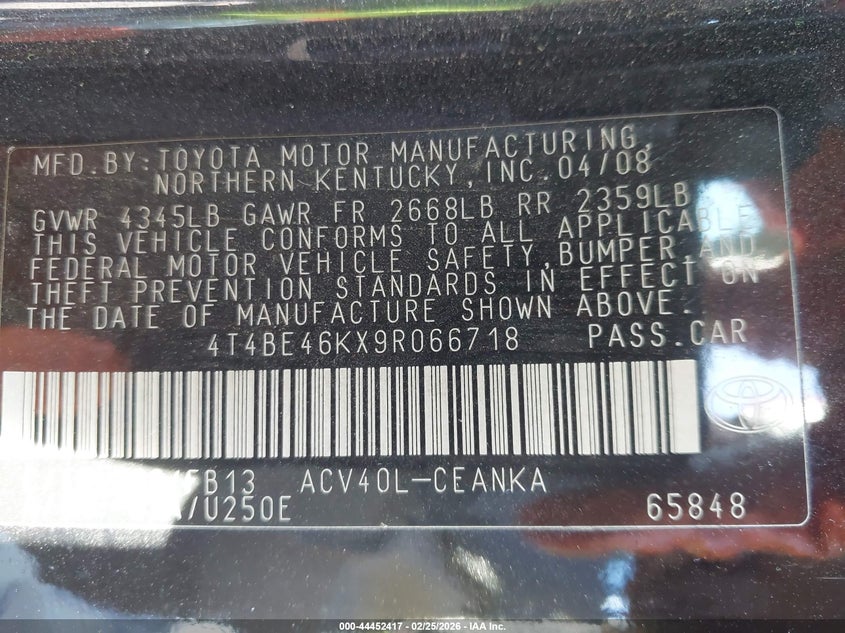 MFD.BY:TOYOTA MOTOR MANUFACTURING,
NORTHERN KENTUCKY,INC.04/08
GVWR 4345LB GAWR FR 2668LB RR 2359LB
THIS VEHICLE CONFORMS TO ALL APPLICABLE
FEDERAL MOTOR VEHICLE SAFETY,BUMPER,AND
THEFT PREVENTION STANDARDS IN EFFECT ON
THE DATE OF MANUFACTURE SHOWN ABOVE.
4T4BE46KX9R066718 PASS.CAR
FB13 ACV40L-CEANKA
/U250E 65848
000-44452417 - 02/25/2026 - IAA Inc.